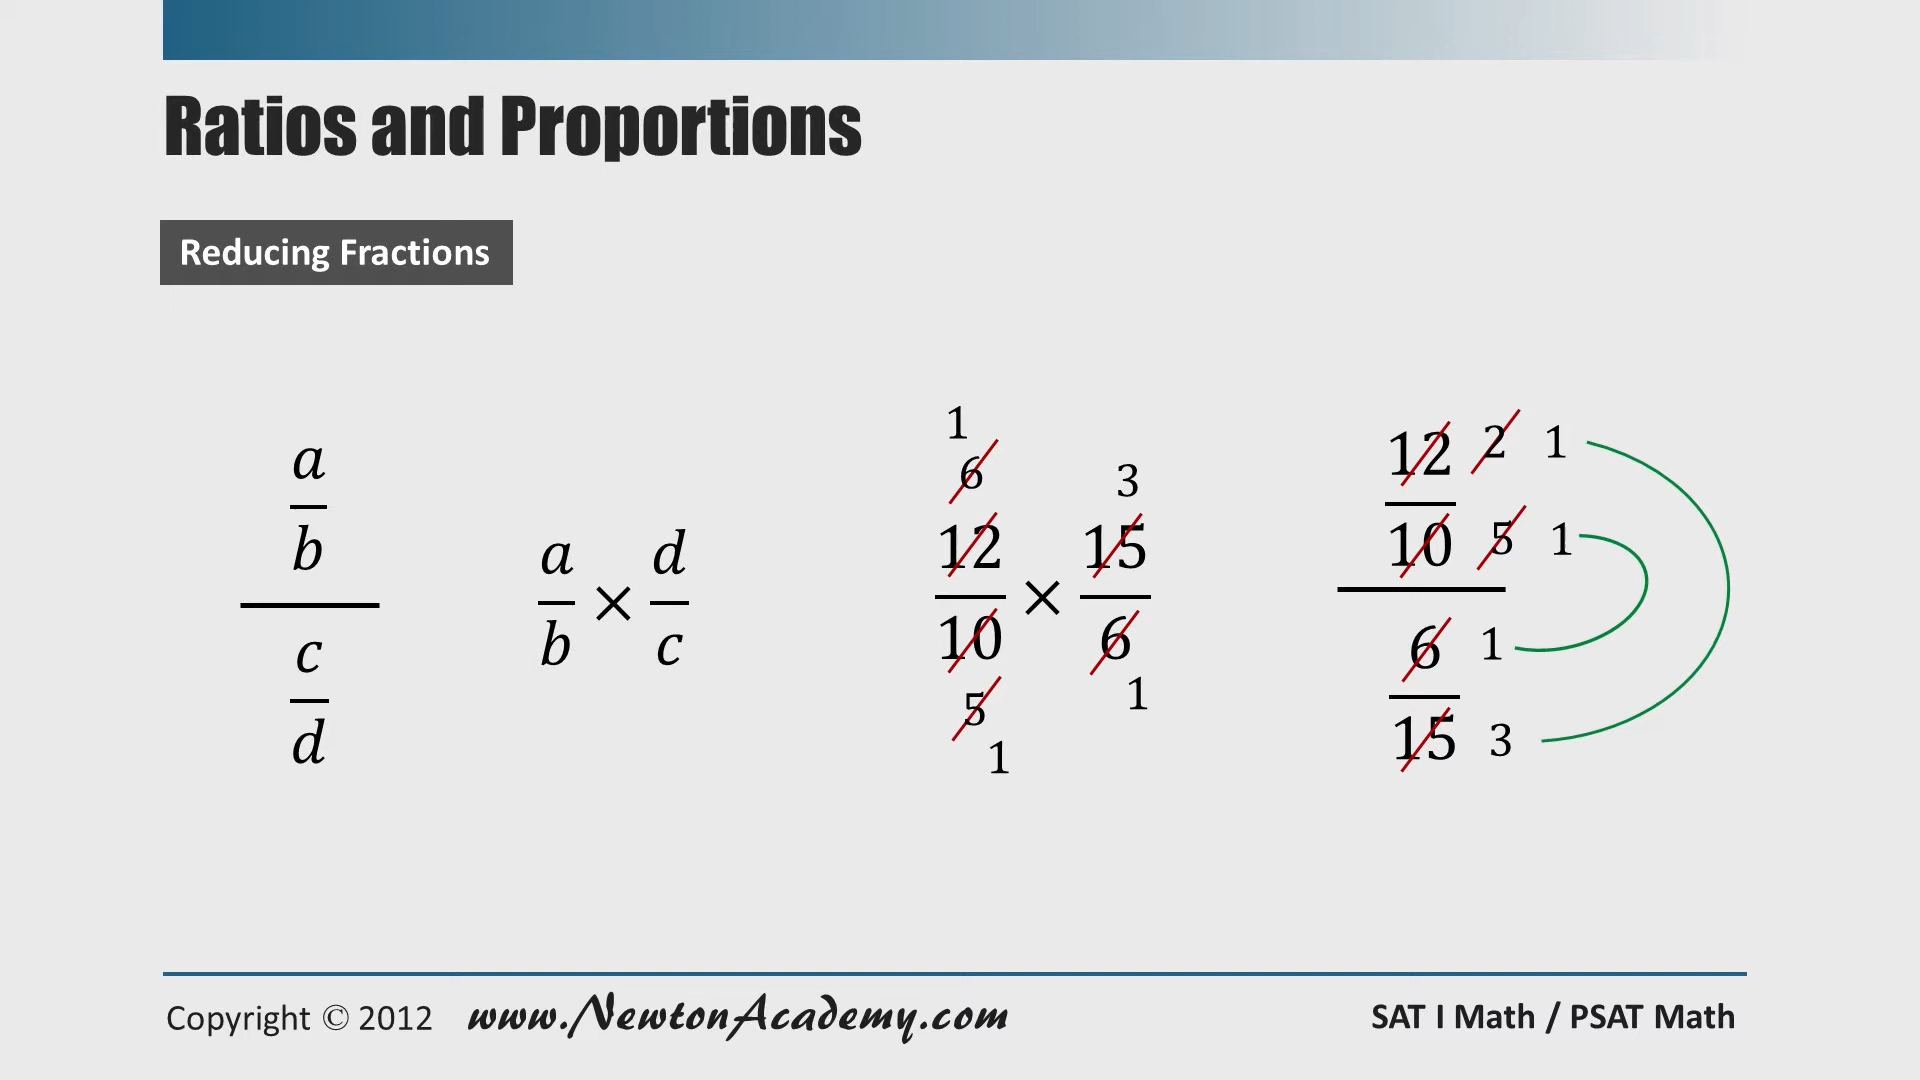 Ratios and Proportions
Reducing Fractions
a
b
c
d
a
b
×
d
c
1
6
12
10
5
1
×
3
15
6
1
12 2 1
10 5 1
6 1
15 3
Copyright © 2012 www.NewtonAcademy.com SAT I Math / PSAT Math